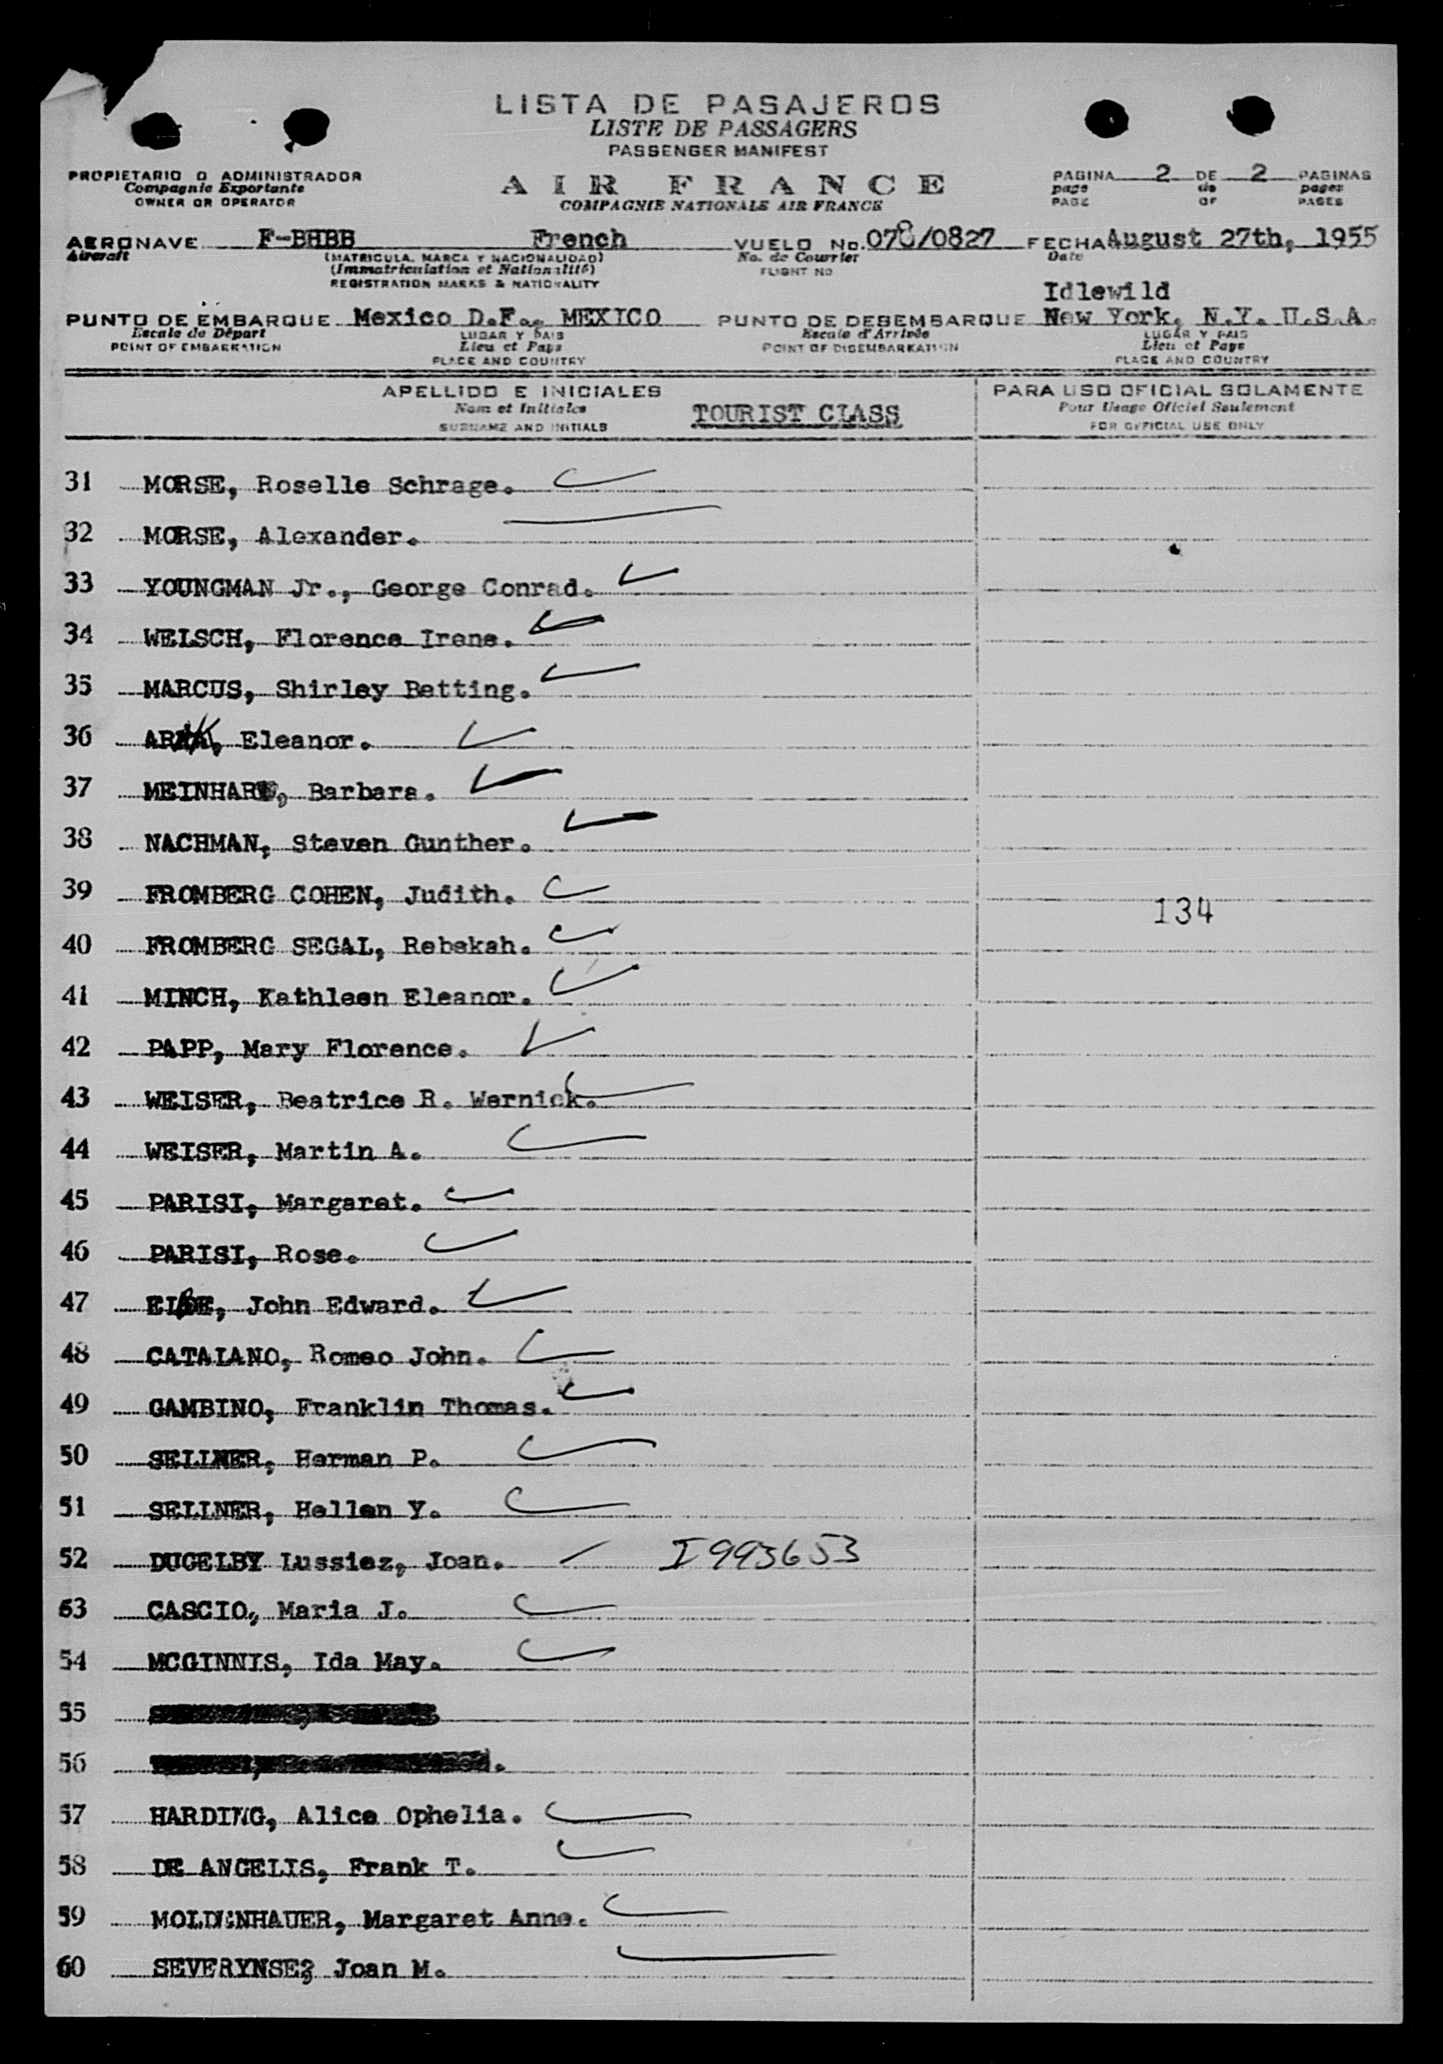 LISTA DE PASAJEROS
LISTE DE PASSAGERS
PASSENGER MANIFEST
PROPIETARIO O ADMINISTRADOR
Compagnie Exportante
OWNER OR OPERATOR
AIR FRANCE
COMPAGNIE NATIONALE AIR FRANCE
PAGINA 2 DE 2 PAGINAS
page de pages
PAGE OF PAGES
AERONAVE F-BHBB French VUELO No. 078/0827 FECHA August 27th, 1955
Aircraft (MATRICULA, MARCA Y NACIONALIDAD) No. de Courrier Date
(Immatriculation et Nationalité) FLIGHT NO
REGISTRATION MARKS & NATIONALITY
Idlewild
PUNTO DE EMBARQUE Mexico D.F., MEXICO PUNTO DE DESEMBARQUE New York, N.Y. U.S.A.
Escale de Départ LUGAR Y PAIS Escale d'Arrivée LUGAR Y PAIS
POINT OF EMBARKATION Lieu et Pays POINT OF DISEMBARKATION Lieu et Pays
PLACE AND COUNTRY PLACE AND COUNTRY
APELLIDO E INICIALES PARA USO OFICIAL SOLAMENTE
Nom et Initiales TOURIST CLASS Pour Usage Oficiel Seulement
SURNAME AND INITIALS FOR OFFICIAL USE ONLY
31 MORSE, Roselle Schrage.
32 MORSE, Alexander.
33 YOUNGMAN Jr., George Conrad.
34 WELSCH, Florence Irene.
35 MARCUS, Shirley Betting.
36 Eleanor.
37 Barbara.
38 NACHMAN, Steven Gunther.
39 FROMBERG COHEN, Judith.
134
40 FROMBERG SEGAL, Rebekah.
41 MINCH, Kathleen Eleanor.
42 PAPP, Mary Florence.
43 WEISER, Beatrice R. Wernick.
44 WEISER, Martin A.
45 PARISI, Margaret.
46 PARISI, Rose.
47 John Edward.
48 CATALANO, Romeo John.
49 GAMBINO, Franklin Thomas.
50 SELLNER, Herman P.
51 SELLNER, Hellen Y.
52 DUGELBY Lussiez, Joan. I993653
53 CASCIO, Maria J.
54 MCGINNIS, Ida May.
55
56
57 HARDING, Alice Ophelia.
58 DE ANGELIS, Frank T.
59 MOLDENHAUER, Margaret Anne.
60 SEVERYNSE, Joan M.